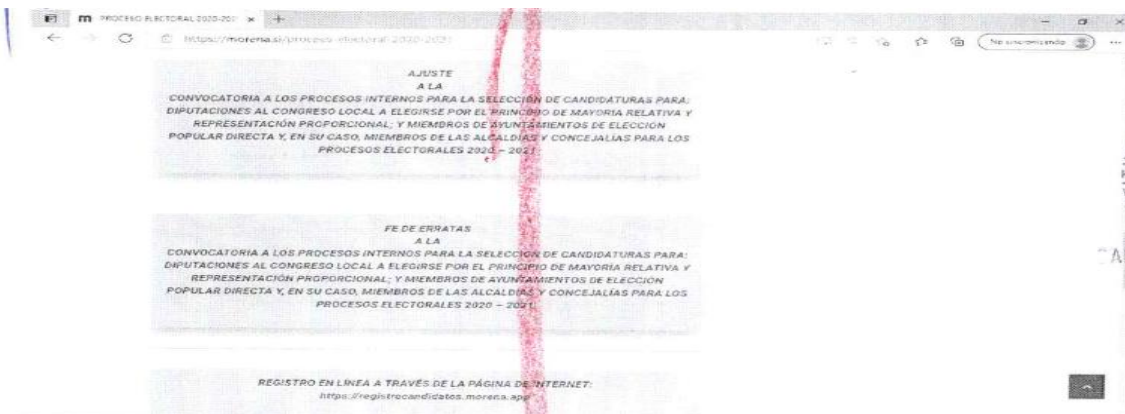 PROCESO ELECTORAL 2020-202
https://morena.si/proceso-electoral-2020-2021
No sincronizando
AJUSTE
A LA
CONVOCATORIA A LOS PROCESOS INTERNOS PARA LA SELECCIÓN DE CANDIDATURAS PARA:
DIPUTACIONES AL CONGRESO LOCAL A ELEGIRSE POR EL PRINCIPIO DE MAYORÍA RELATIVA Y
REPRESENTACIÓN PROPORCIONAL; Y MIEMBROS DE AYUNTAMIENTOS DE ELECCIÓN
POPULAR DIRECTA Y, EN SU CASO, MIEMBROS DE LAS ALCALDÍAS Y CONCEJALÍAS PARA LOS
PROCESOS ELECTORALES 2020 – 2021
FE DE ERRATAS
A LA
CONVOCATORIA A LOS PROCESOS INTERNOS PARA LA SELECCIÓN DE CANDIDATURAS PARA:
DIPUTACIONES AL CONGRESO LOCAL A ELEGIRSE POR EL PRINCIPIO DE MAYORÍA RELATIVA Y
REPRESENTACIÓN PROPORCIONAL; Y MIEMBROS DE AYUNTAMIENTOS DE ELECCIÓN
POPULAR DIRECTA Y, EN SU CASO, MIEMBROS DE LAS ALCALDÍAS Y CONCEJALÍAS PARA LOS
PROCESOS ELECTORALES 2020 – 2021
REGISTRO EN LÍNEA A TRAVÉS DE LA PÁGINA DE INTERNET:
https://registrocandidatos.morena.app